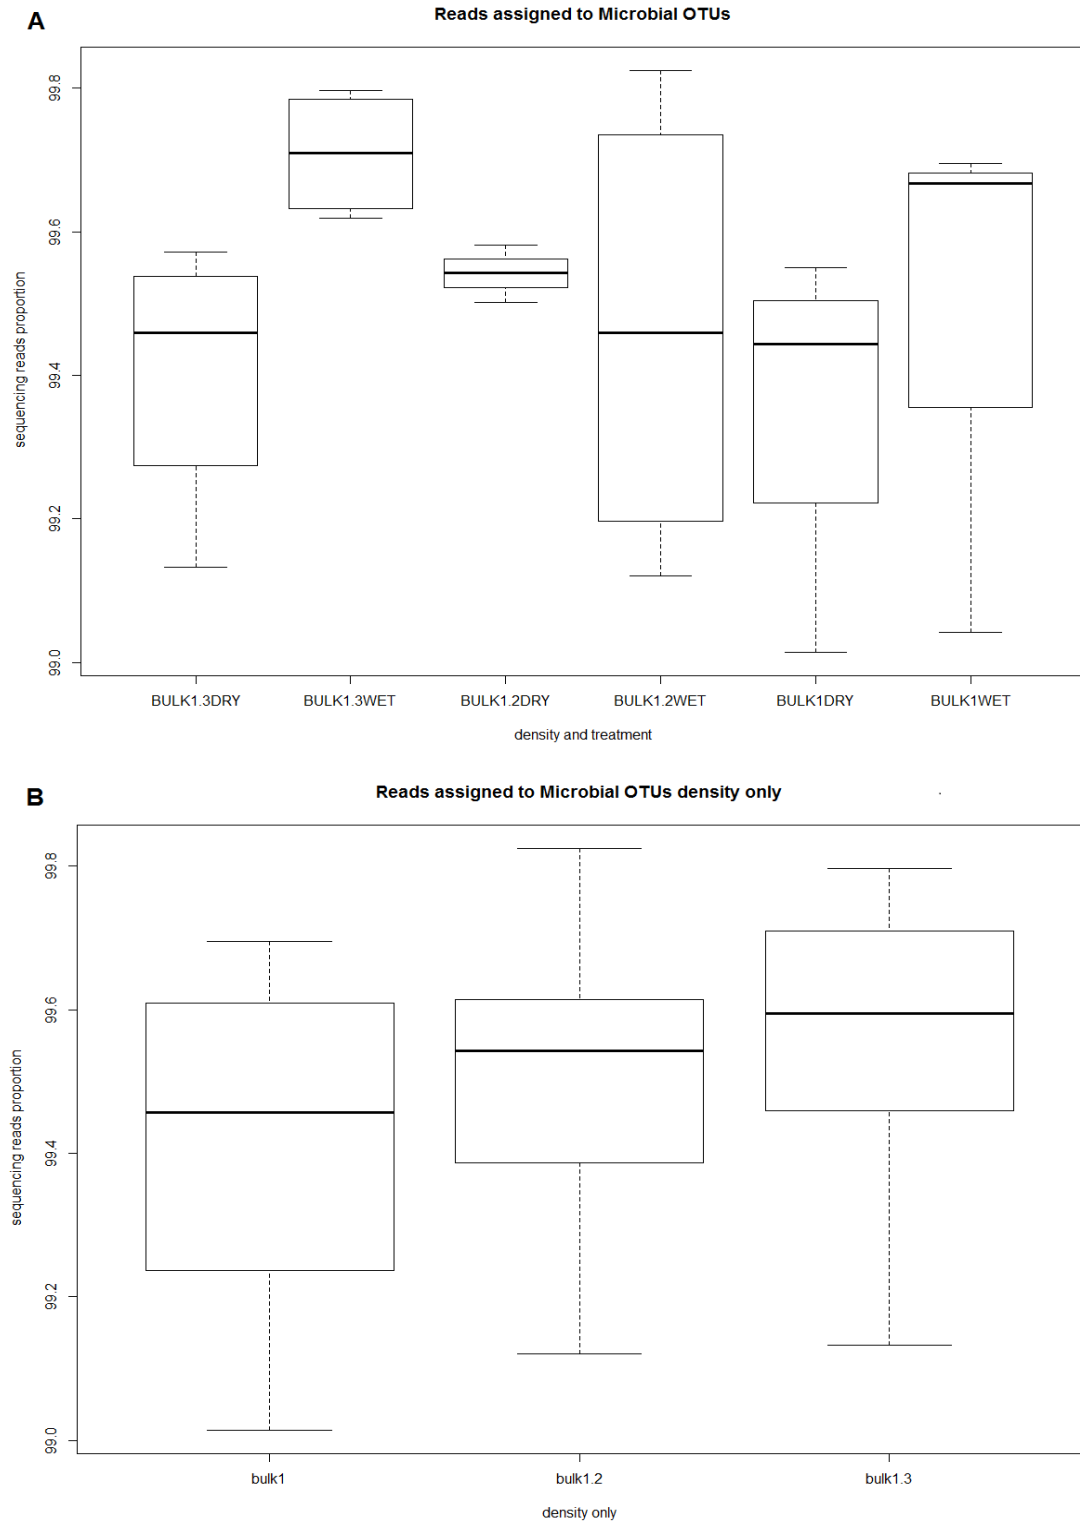 A
Reads assigned to Microbial OTUs
sequencing reads proportion
99.8
99.6
99.4
99.2
99.0
BULK1.3DRY BULK1.3WET BULK1.2DRY BULK1.2WET BULK1DRY BULK1WET
density and treatment
B
Reads assigned to Microbial OTUs density only
sequencing reads proportion
99.8
99.6
99.4
99.2
99.0
bulk1 bulk1.2 bulk1.3
density only